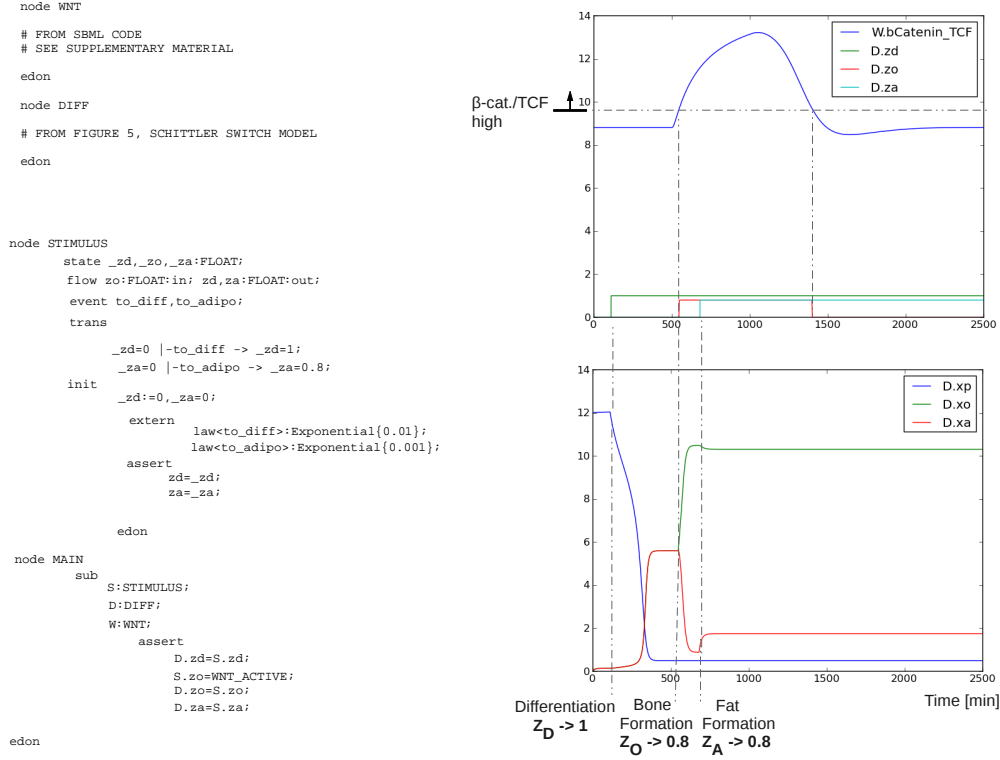 node WNT
# FROM SBML CODE
# SEE SUPPLEMENTARY MATERIAL
edon
node DIFF
# FROM FIGURE 5, SCHITTLER SWITCH MODEL
edon
node STIMULUS
state _zd,_zo,_za:FLOAT;
flow zo:FLOAT:in; zd,za:FLOAT:out;
event to_diff,to_adipo;
trans
_zd=0 |-to_diff -> _zd=1;
_za=0 |-to_adipo -> _za=0.8;
init
_zd:=0,_za=0;
extern
law<to_diff>:Exponential{0.01};
law<to_adipo>:Exponential{0.001};
assert
zd=_zd;
za=_za;
edon
node MAIN
sub
S:STIMULUS;
D:DIFF;
W:WNT;
assert
D.zd=S.zd;
S.zo=WNT_ACTIVE;
D.zo=S.zo;
D.za=S.za;
edon
β-cat./TCF
high
14
12
10
8
6
4
2
0
0 500 1000 1500 2000 2500
W.bCatenin_TCF
D.zd
D.zo
D.za
14
12
10
8
6
4
2
0
0 500 1000 1500 2000 2500
D.xp
D.xo
D.xa
Time [min]
Differentiation
Z_D -> 1
Bone
Formation
Z_O -> 0.8
Fat
Formation
Z_A -> 0.8